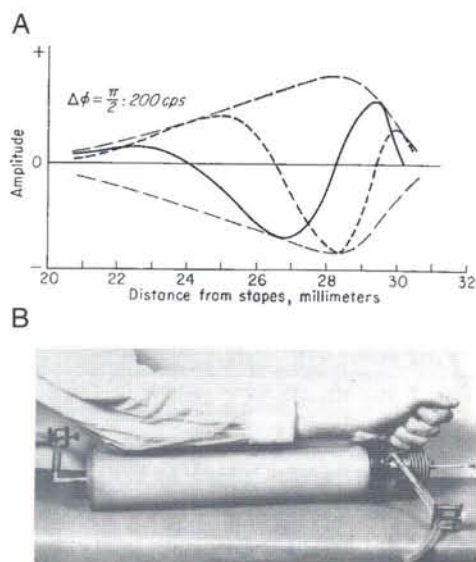 A
+
Δϕ = π/2 : 200 cps
Amplitude
0
−
20 22 24 26 28 30 32
Distance from stapes, millimeters
B